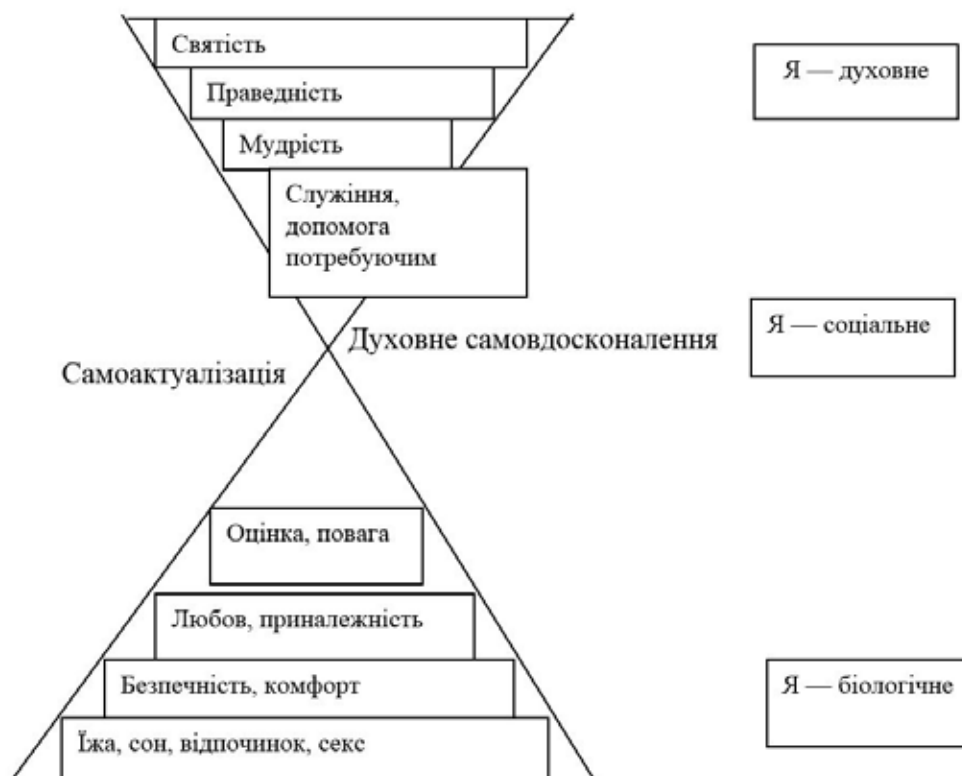 Святість
Я — духовне
Праведність
Мудрість
Служіння,
допомога
потребуючим
Я — соціальне
Духовне самовдосконалення
Самоактуалізація
Оцінка, повага
Любов, приналежність
Безпечність, комфорт
Я — біологічне
Їжа, сон, відпочинок, секс